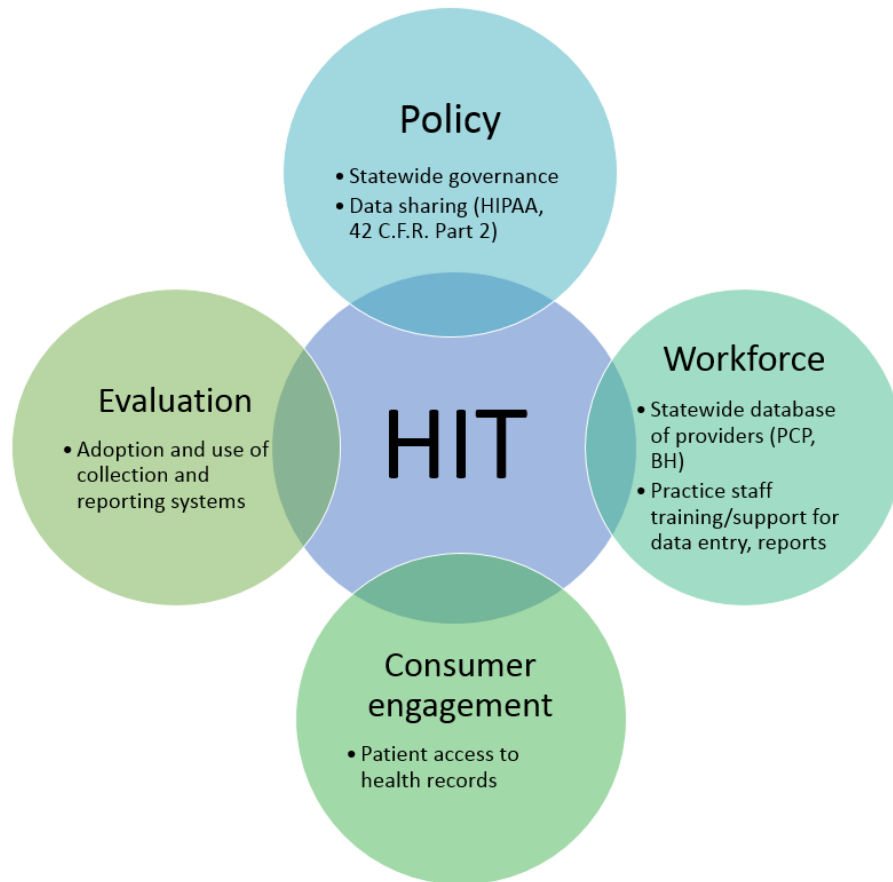 Policy
• Statewide governance
• Data sharing (HIPAA,
42 C.F.R. Part 2)
Evaluation
• Adoption and use of
collection and
reporting systems
HIT
Workforce
• Statewide database
of providers (PCP,
BH)
• Practice staff
training/support for
data entry, reports
Consumer
engagement
• Patient access to
health records